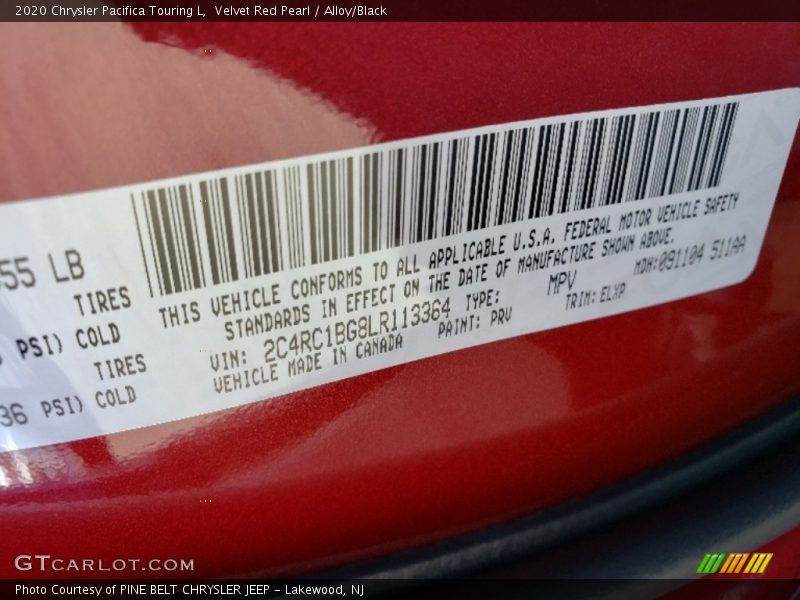 2020 Chrysler Pacifica Touring L, Velvet Red Pearl / Alloy/Black
55 LB
TIRES
PSI) COLD
TIRES
36 PSI) COLD
THIS VEHICLE CONFORMS TO ALL APPLICABLE U.S.A. FEDERAL MOTOR VEHICLE SAFETY
STANDARDS IN EFFECT ON THE DATE OF MANUFACTURE SHOWN ABOVE.
VIN: 2C4RC1BG8LR113364 TYPE: MPV MDH:091104 511AA
VEHICLE MADE IN CANADA PAINT: PRV TRIM: ELXP
GTCARLOT.COM
Photo Courtesy of PINE BELT CHRYSLER JEEP - Lakewood, NJ